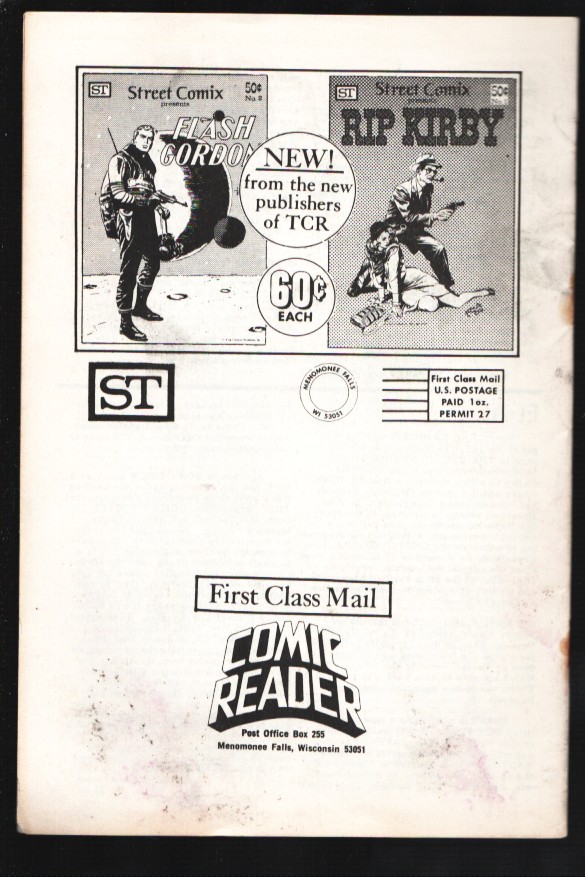 ST
Street Comix
presents
50¢
No. 2
FLASH
GORDON
ST
Street Comix
presents
50¢
RIP KIRBY
NEW!
from the new
publishers
of TCR
60¢
EACH
ST
MENOMONEE FALLS
WI 53051
First Class Mail
U.S. POSTAGE
PAID 1oz.
PERMIT 27
First Class Mail
COMIC
READER
Post Office Box 255
Menomonee Falls, Wisconsin 53051